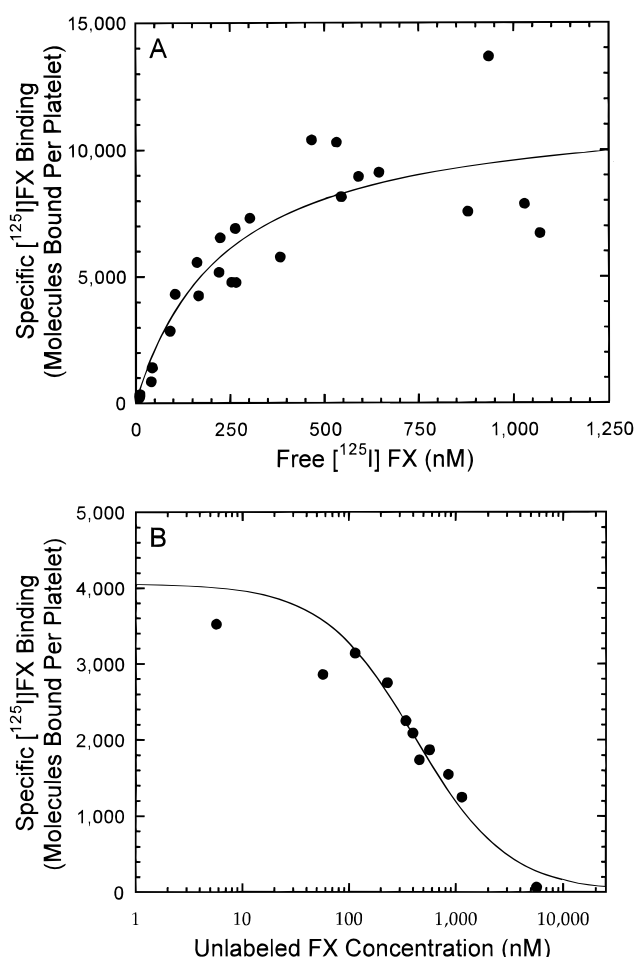 A
Specific [125I]FX Binding
(Molecules Bound Per Platelet)
15,000
10,000
5,000
0
0 250 500 750 1,000 1,250
Free [125I] FX (nM)
B
Specific [125I]FX Binding
(Molecules Bound Per Platelet)
5,000
4,000
3,000
2,000
1,000
0
1 10 100 1,000 10,000
Unlabeled FX Concentration (nM)